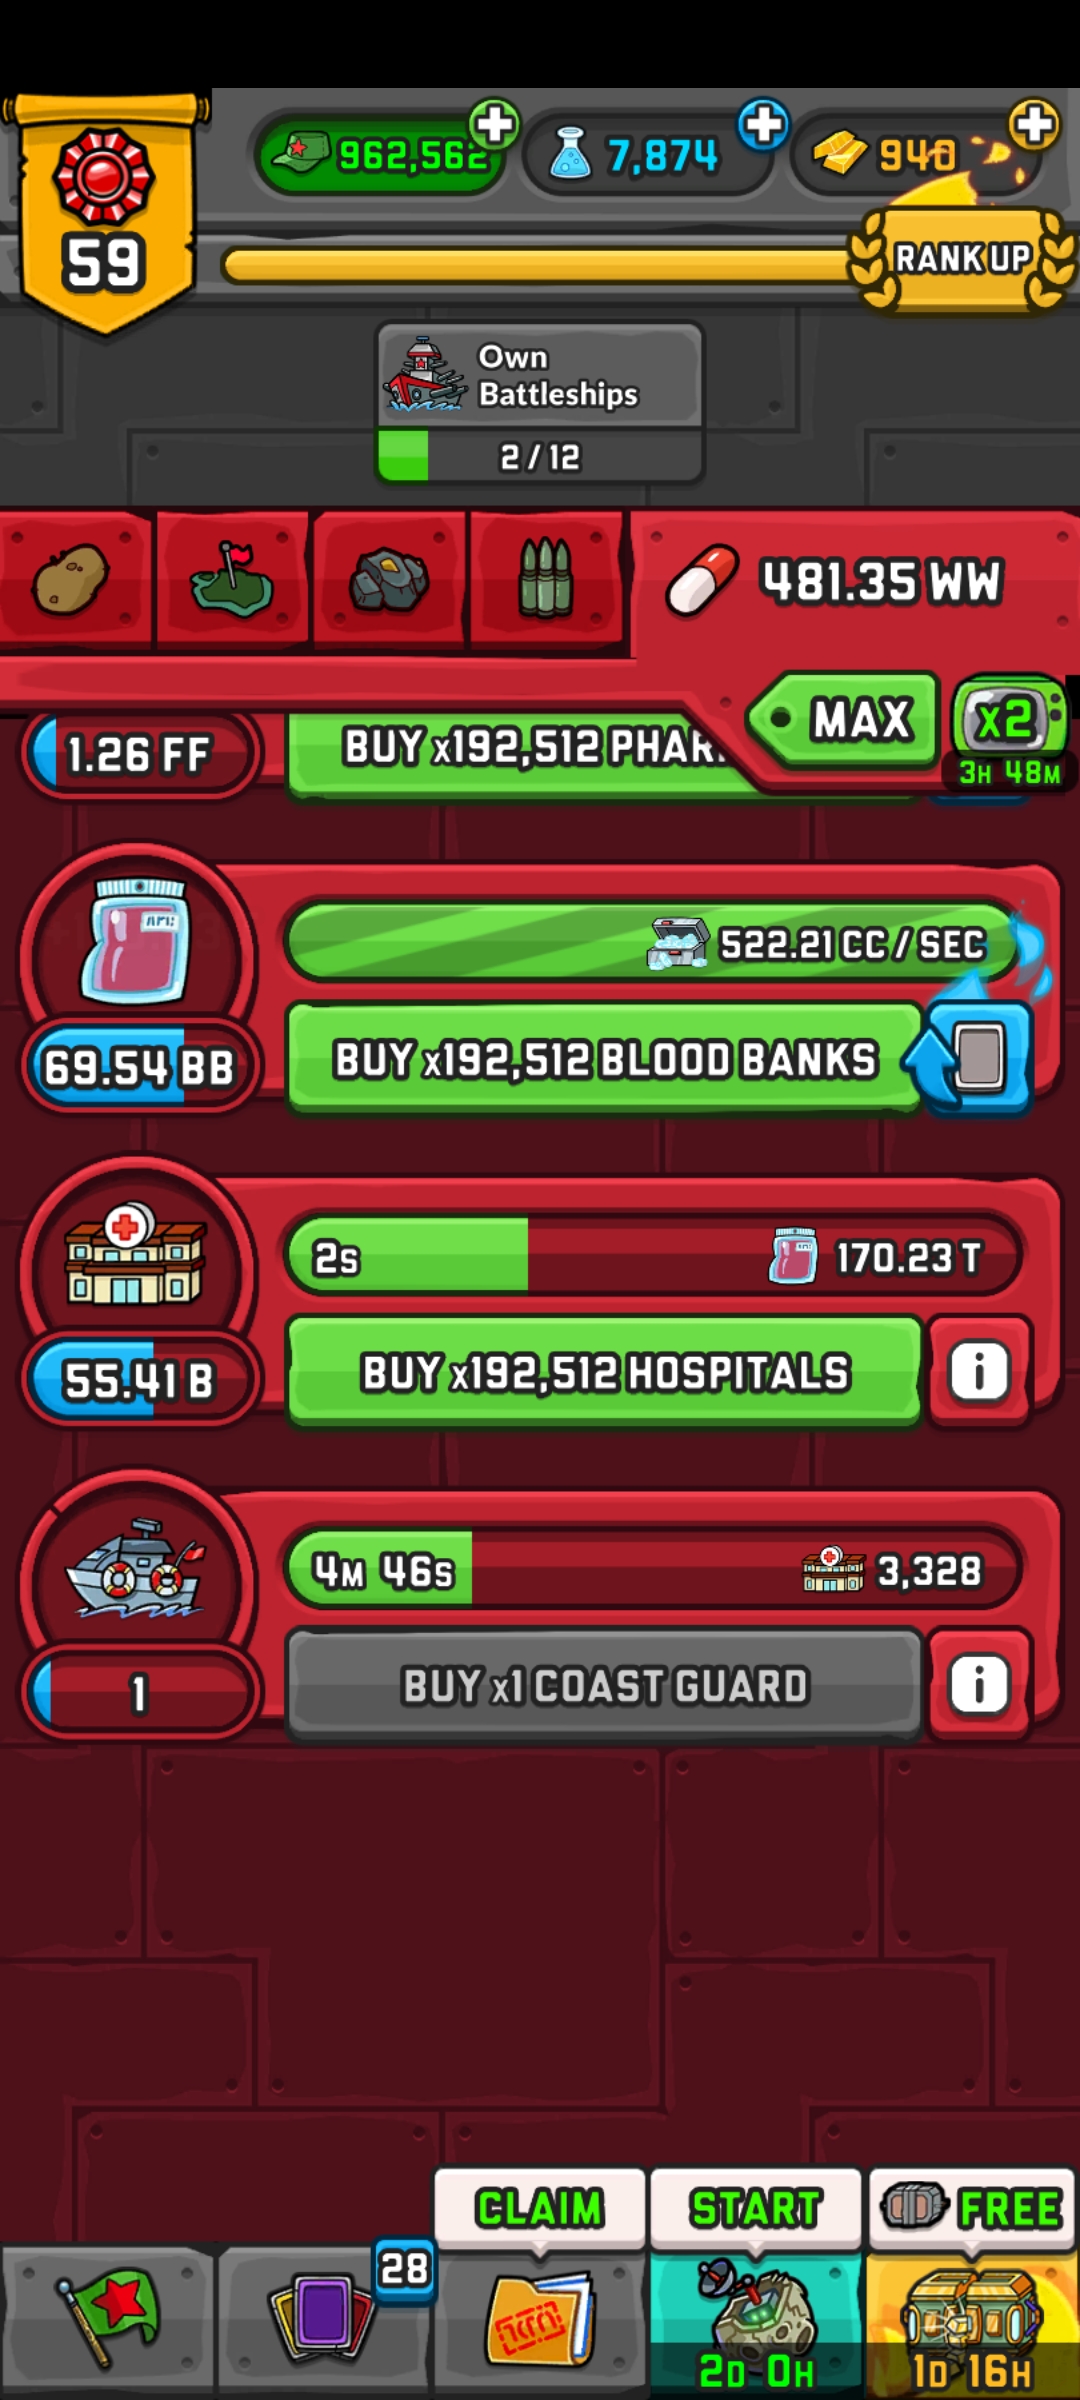 59
962,562
7,874
940
RANK UP
Own
Battleships
2 / 12
481.35 WW
MAX
x2
3H 48M
1.26 FF
BUY x192,512 PHAR
522.21 CC / SEC
69.54 BB
BUY x192,512 BLOOD BANKS
2S
170.23 T
55.41 B
BUY x192,512 HOSPITALS
i
4M 46S
3,328
1
BUY x1 COAST GUARD
i
CLAIM
START
FREE
28
2D 0H
1D 16H